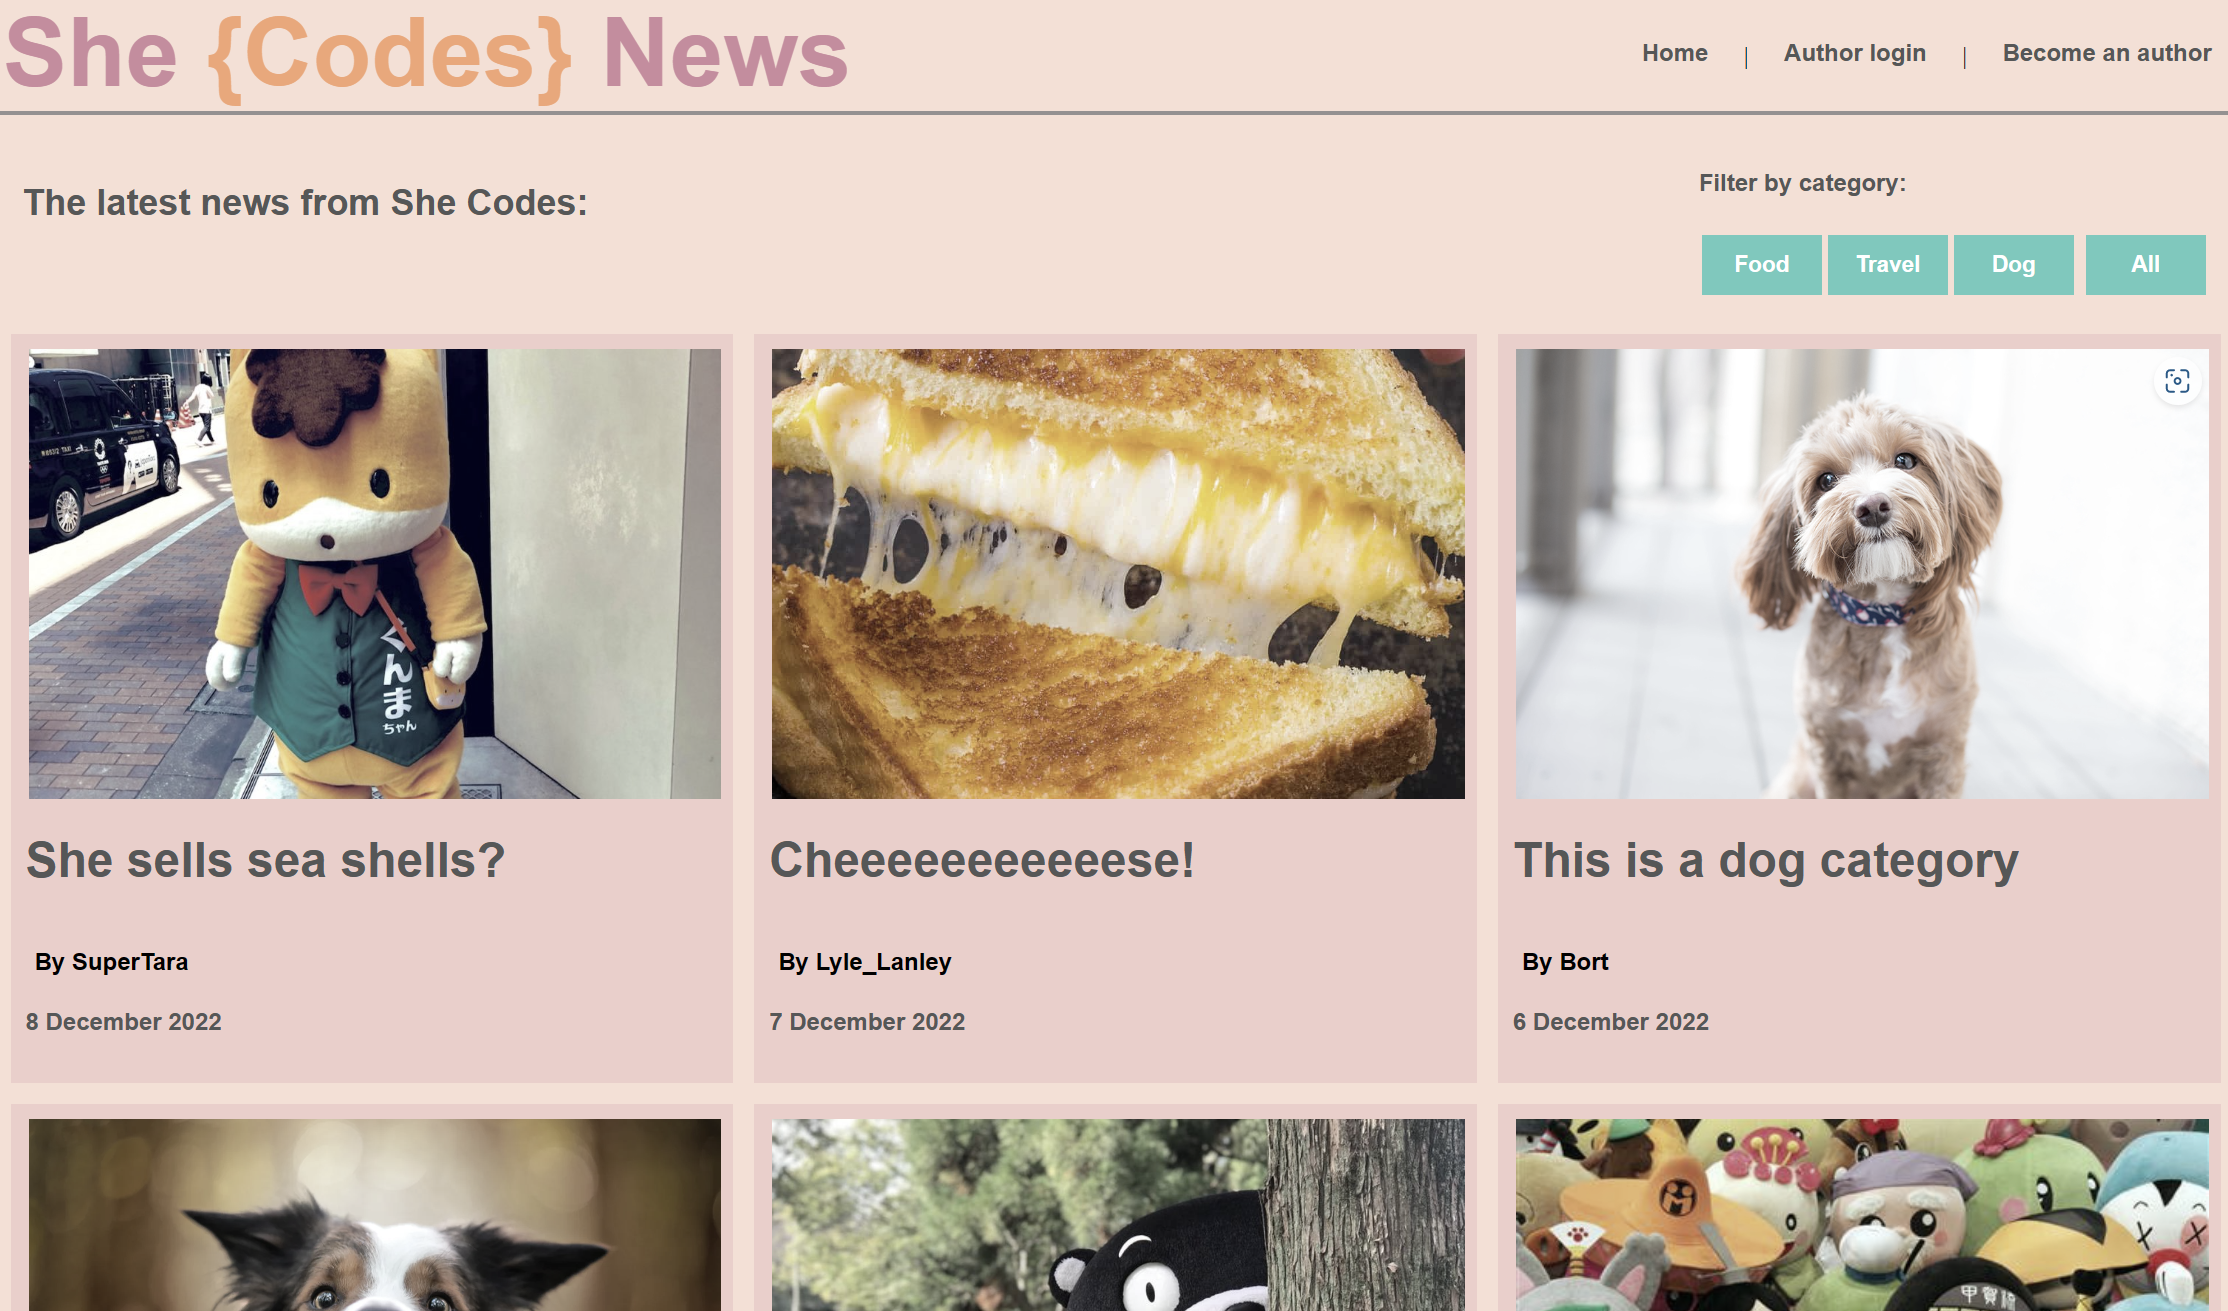 She {Codes} News
Home | Author login | Become an author
The latest news from She Codes:
Filter by category:
Food
Travel
Dog
All
ぐんま
ちゃん
She sells sea shells?
By SuperTara
8 December 2022
Cheeeeeeeeeeese!
By Lyle_Lanley
7 December 2022
This is a dog category
By Bort
6 December 2022